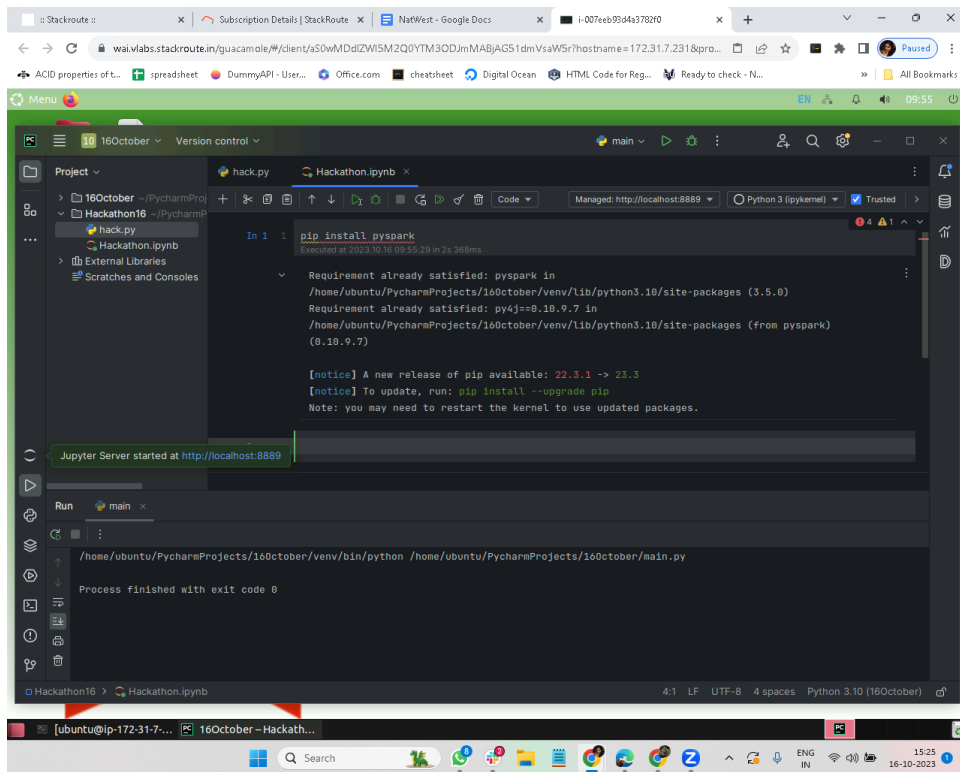 :: Stackroute ::
Subscription Details | StackRoute
NatWest - Google Docs
i-007eeb93d4a3782f0
wai.vlabs.stackroute.in/guacamole/#/client/aS0wMDdlZWI5M2Q0YTM3ODJmMABjAG51dmVsaW5r?hostname=172.31.7.231&pro...
Paused
ACID properties of t...
spreadsheet
DummyAPI - User...
Office.com
cheatsheet
Digital Ocean
HTML Code for Reg...
Ready to check - N...
»
All Bookmarks
Menu
EN
09:55
PC
10 16October
Version control
main
Project
hack.py
Hackathon.ipynb
16October ~/PycharmProj
Hackathon16 ~/PycharmP
hack.py
Hackathon.ipynb
External Libraries
Scratches and Consoles
Code
Managed: http://localhost:8889
Python 3 (ipykernel)
Trusted
4 1
In 1 1 pip install pyspark
Executed at 2023.10.16 09:55:29 in 2s 368ms
Requirement already satisfied: pyspark in
/home/ubuntu/PycharmProjects/16October/venv/lib/python3.10/site-packages (3.5.0)
Requirement already satisfied: py4j==0.10.9.7 in
/home/ubuntu/PycharmProjects/16October/venv/lib/python3.10/site-packages (from pyspark)
(0.10.9.7)
[notice] A new release of pip available: 22.3.1 -> 23.3
[notice] To update, run: pip install --upgrade pip
Note: you may need to restart the kernel to use updated packages.
Jupyter Server started at http://localhost:8889
Run
main
/home/ubuntu/PycharmProjects/16October/venv/bin/python /home/ubuntu/PycharmProjects/16October/main.py
Process finished with exit code 0
Hackathon16 > Hackathon.ipynb
4:1 LF UTF-8 4 spaces Python 3.10 (16October)
[ubuntu@ip-172-31-7-...
16October – Hackath...
Search
8
2
ENG
IN
15:25
16-10-2023
1